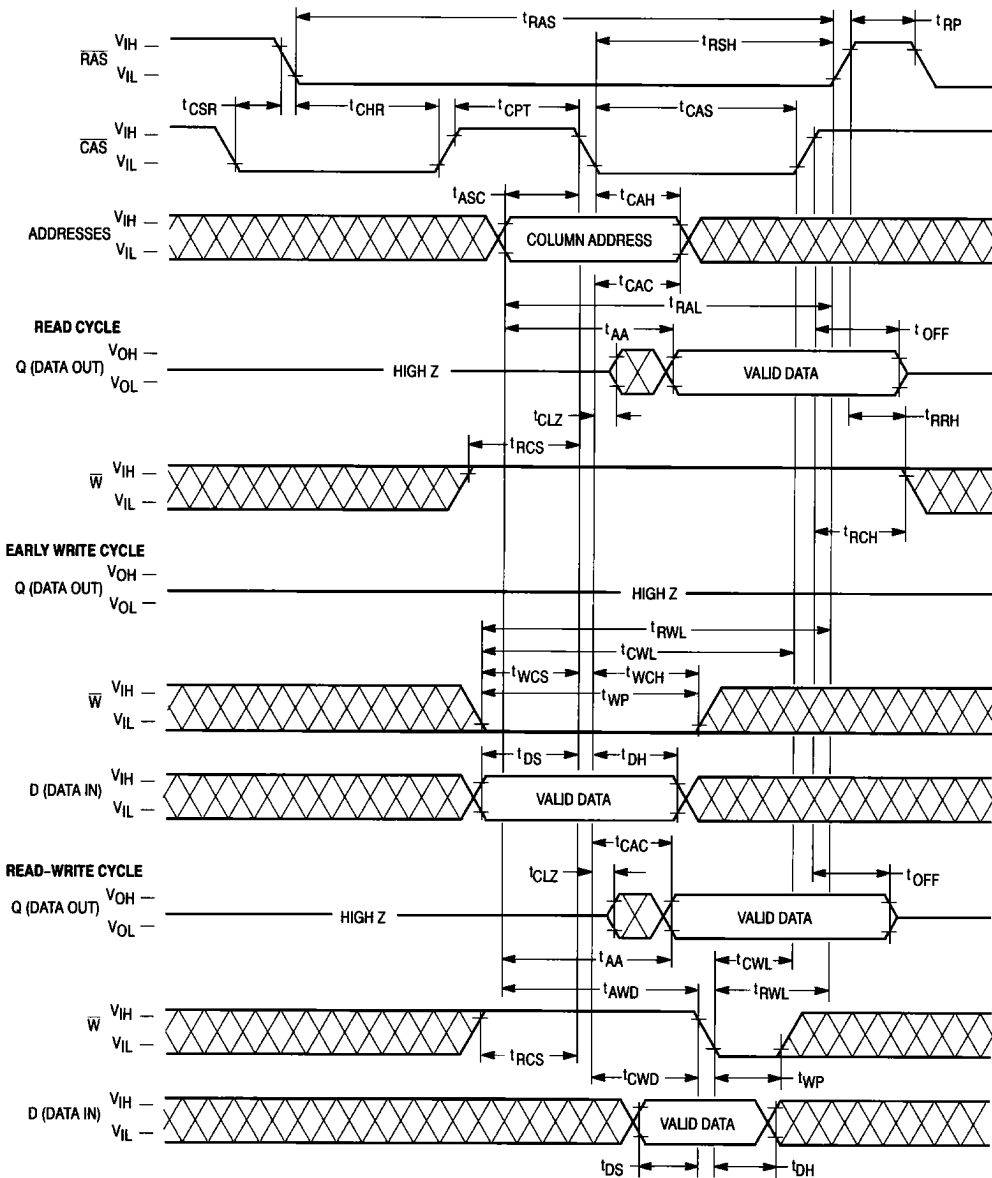 tRAS
tRP
VIH
RAS
VIL
tRSH
tCSR
tCHR
tCPT
tCAS
VIH
CAS
VIL
tASC
tCAH
VIH
ADDRESSES
VIL
COLUMN ADDRESS
tCAC
tRAL
READ CYCLE
tAA
tOFF
VOH
Q (DATA OUT)
VOL
HIGH Z
VALID DATA
tCLZ
tRRH
tRCS
VIH
W
VIL
tRCH
EARLY WRITE CYCLE
VOH
Q (DATA OUT)
VOL
HIGH Z
tRWL
tCWL
tWCS
tWCH
VIH
W
VIL
tWP
tDS
tDH
VIH
D (DATA IN)
VIL
VALID DATA
tCAC
READ-WRITE CYCLE
tCLZ
tOFF
VOH
Q (DATA OUT)
VOL
HIGH Z
VALID DATA
tAA
tCWL
tAWD
tRWL
VIH
W
VIL
tRCS
tCWD
tWP
VIH
D (DATA IN)
VIL
VALID DATA
tDS
tDH